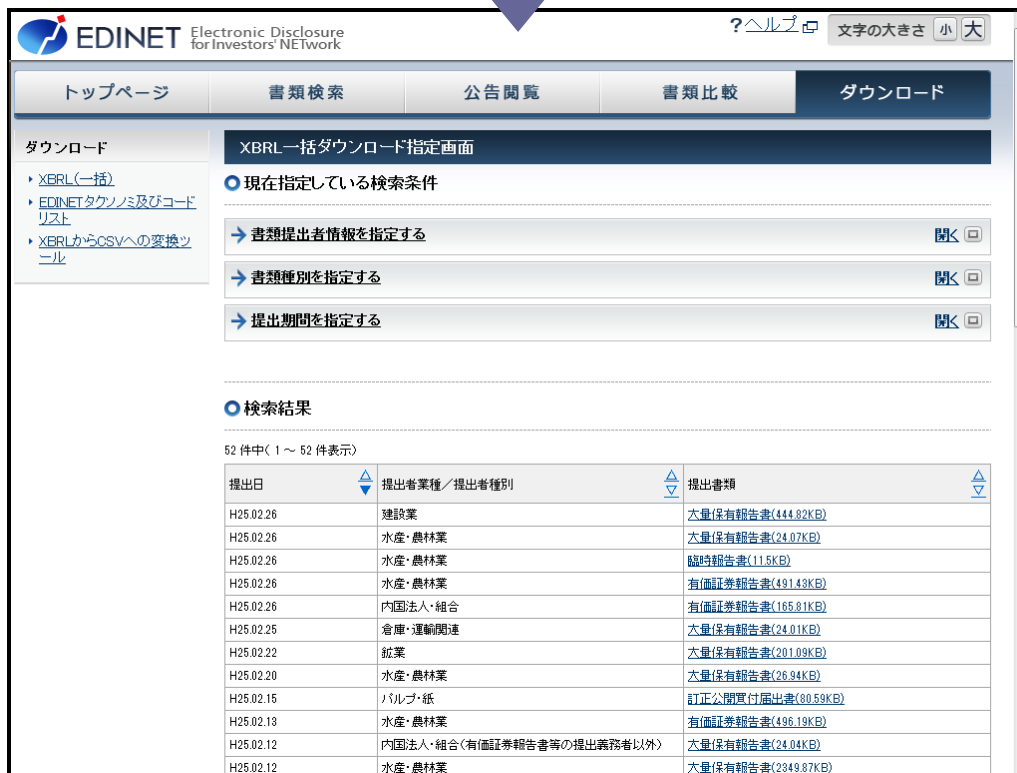 EDINET Electronic Disclosure for Investors' NETwork
?ヘルプ 文字の大きさ 小 大
トップページ 書類検索 公告閲覧 書類比較 ダウンロード
ダウンロード
XBRL(一括)
EDINETタクソノミ及びコード
リスト
XBRLからCSVへの変換ツ
ール
XBRL一括ダウンロード指定画面
現在指定している検索条件
書類提出者情報を指定する 開く
書類種別を指定する 開く
提出期間を指定する 開く
検索結果
52 件中( 1 ～ 52 件表示)
提出日 提出者業種／提出者種別 提出書類
H25.02.26 建設業 大量保有報告書(444.82KB)
H25.02.26 水産・農林業 大量保有報告書(24.07KB)
H25.02.26 水産・農林業 臨時報告書(11.5KB)
H25.02.26 水産・農林業 有価証券報告書(491.43KB)
H25.02.26 内国法人・組合 有価証券報告書(165.81KB)
H25.02.25 倉庫・運輸関連 大量保有報告書(24.01KB)
H25.02.22 鉱業 大量保有報告書(201.09KB)
H25.02.20 水産・農林業 大量保有報告書(26.94KB)
H25.02.15 パルプ・紙 訂正公開買付届出書(80.59KB)
H25.02.13 水産・農林業 有価証券報告書(496.19KB)
H25.02.12 内国法人・組合(有価証券報告書等の提出義務者以外) 大量保有報告書(24.04KB)
H25.02.12 水産・農林業 大量保有報告書(2349.87KB)